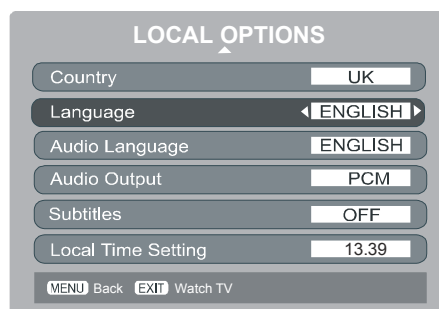 LOCAL OPTIONS
Country UK
Language ENGLISH
Audio Language ENGLISH
Audio Output PCM
Subtitles OFF
Local Time Setting 13.39
MENU Back EXIT Watch TV